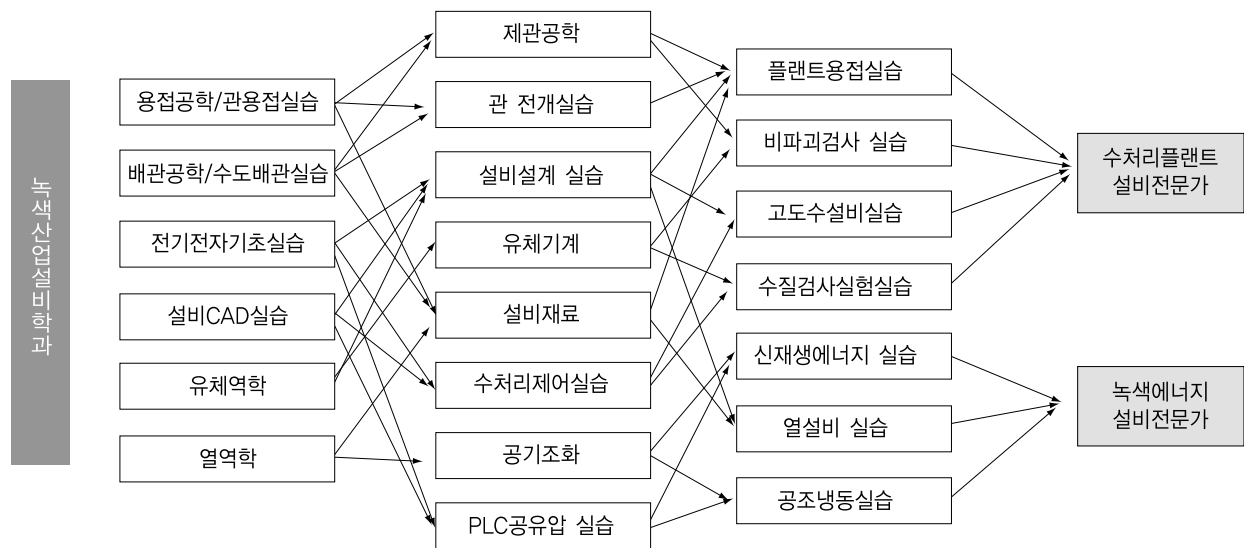 녹색산업설비학과
용접공학/관용접실습
배관공학/수도배관실습
전기전자기초실습
설비CAD실습
유체역학
열역학
제관공학
관 전개실습
설비설계 실습
유체기계
설비재료
수처리제어실습
공기조화
PLC공유압 실습
플랜트용접실습
비파괴검사 실습
고도수설비실습
수질검사실험실습
신재생에너지 실습
열설비 실습
공조냉동실습
수처리플랜트
설비전문가
녹색에너지
설비전문가